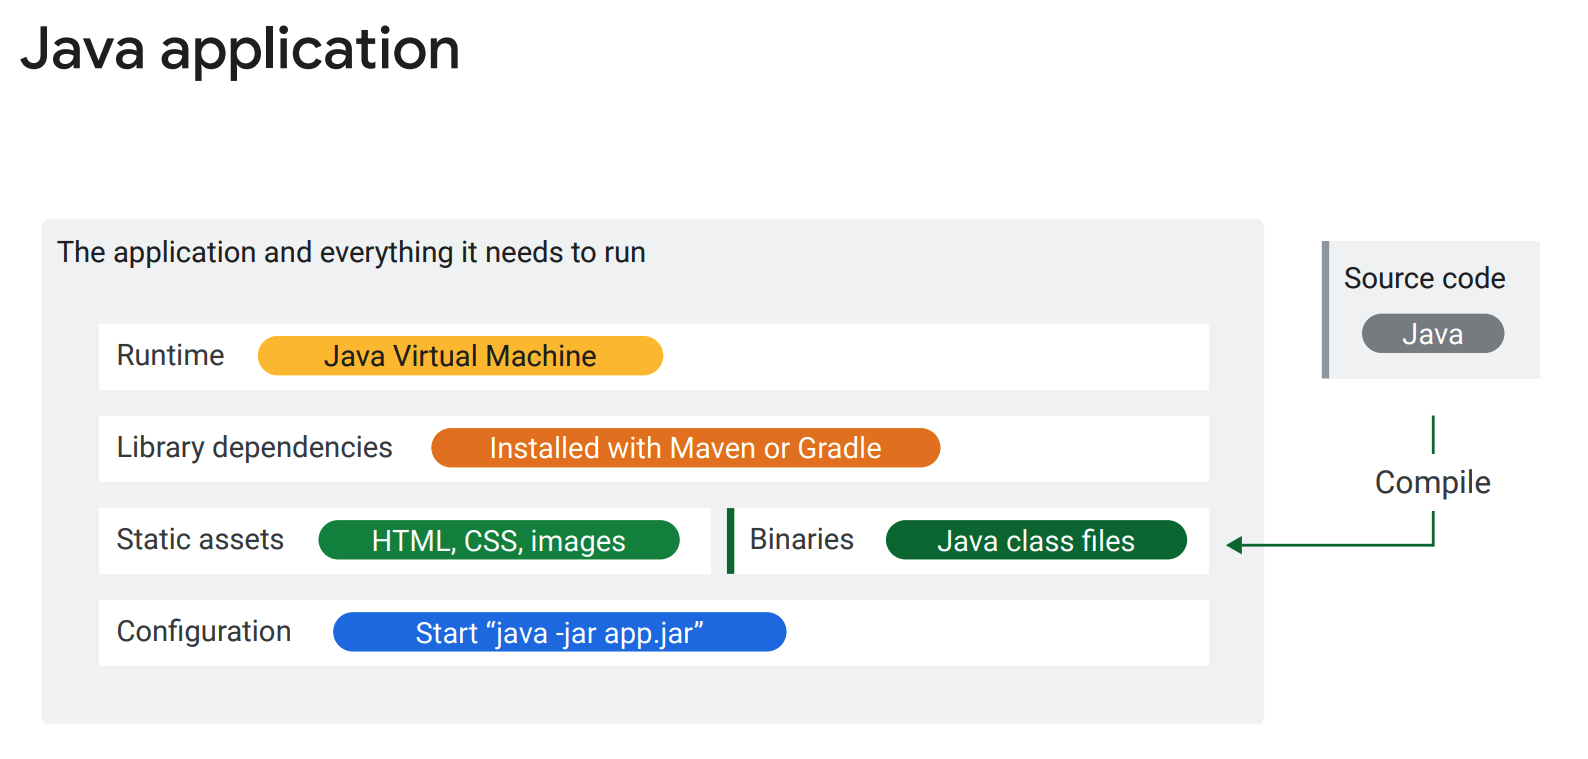 Java application
The application and everything it needs to run
Runtime
Java Virtual Machine
Library dependencies
Installed with Maven or Gradle
Static assets
HTML, CSS, images
Binaries
Java class files
Configuration
Start “java -jar app.jar”
Source code
Java
Compile